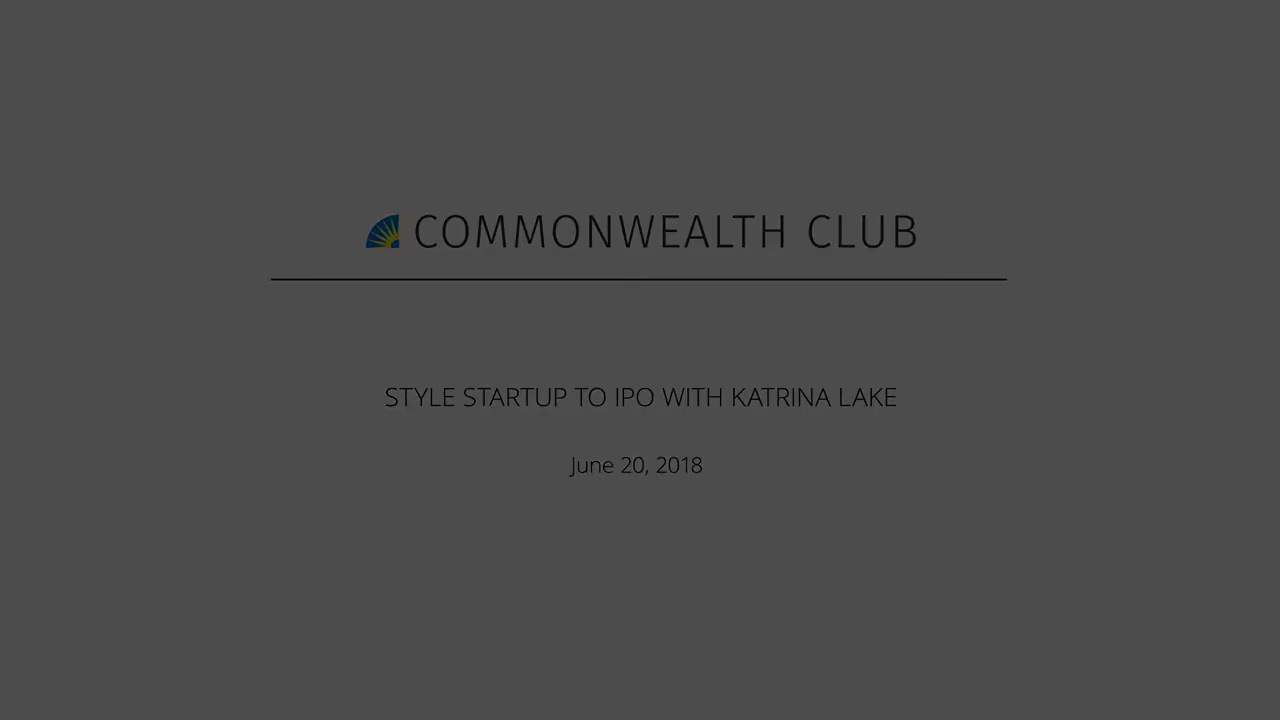 COMMONWEALTH CLUB
STYLE STARTUP TO IPO WITH KATRINA LAKE
June 20, 2018